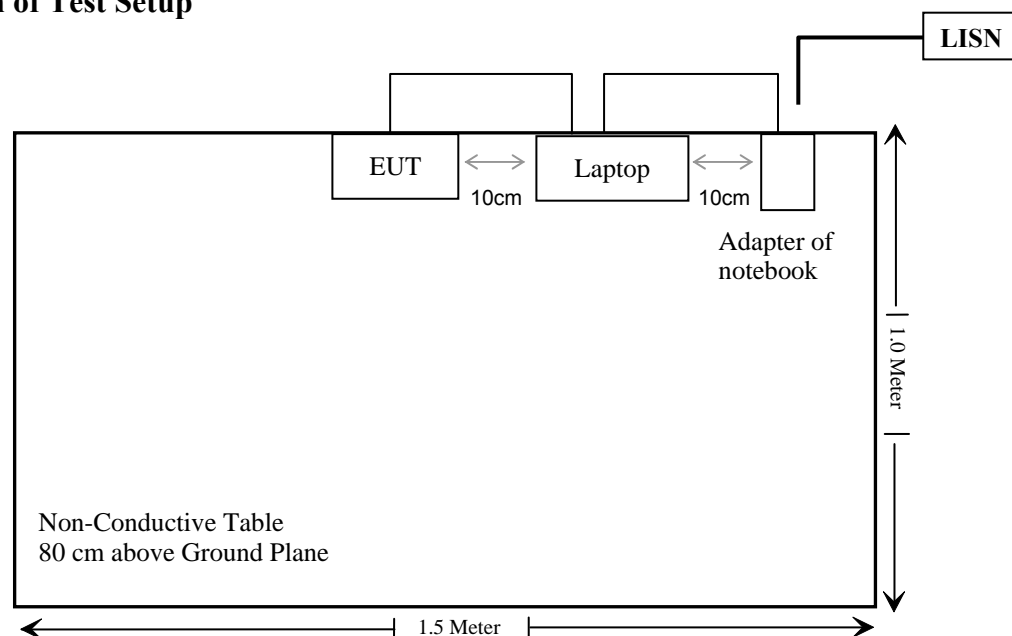 of Test Setup
LISN
EUT
Laptop
10cm
10cm
Adapter of
notebook
1.0 Meter
Non-Conductive Table
80 cm above Ground Plane
1.5 Meter